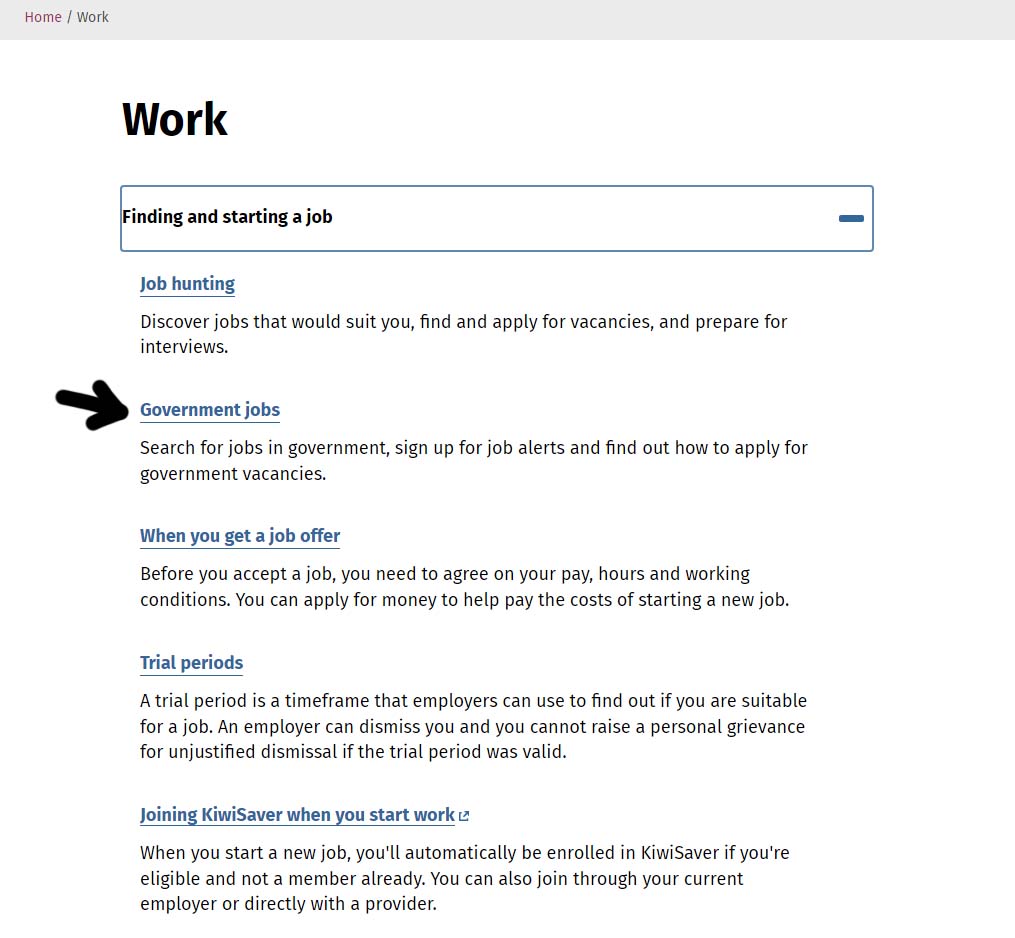 Home / Work
Work
Finding and starting a job
Job hunting
Discover jobs that would suit you, find and apply for vacancies, and prepare for
interviews.
Government jobs
Search for jobs in government, sign up for job alerts and find out how to apply for
government vacancies.
When you get a job offer
Before you accept a job, you need to agree on your pay, hours and working
conditions. You can apply for money to help pay the costs of starting a new job.
Trial periods
A trial period is a timeframe that employers can use to find out if you are suitable
for a job. An employer can dismiss you and you cannot raise a personal grievance
for unjustified dismissal if the trial period was valid.
Joining KiwiSaver when you start work
When you start a new job, you'll automatically be enrolled in KiwiSaver if you're
eligible and not a member already. You can also join through your current
employer or directly with a provider.